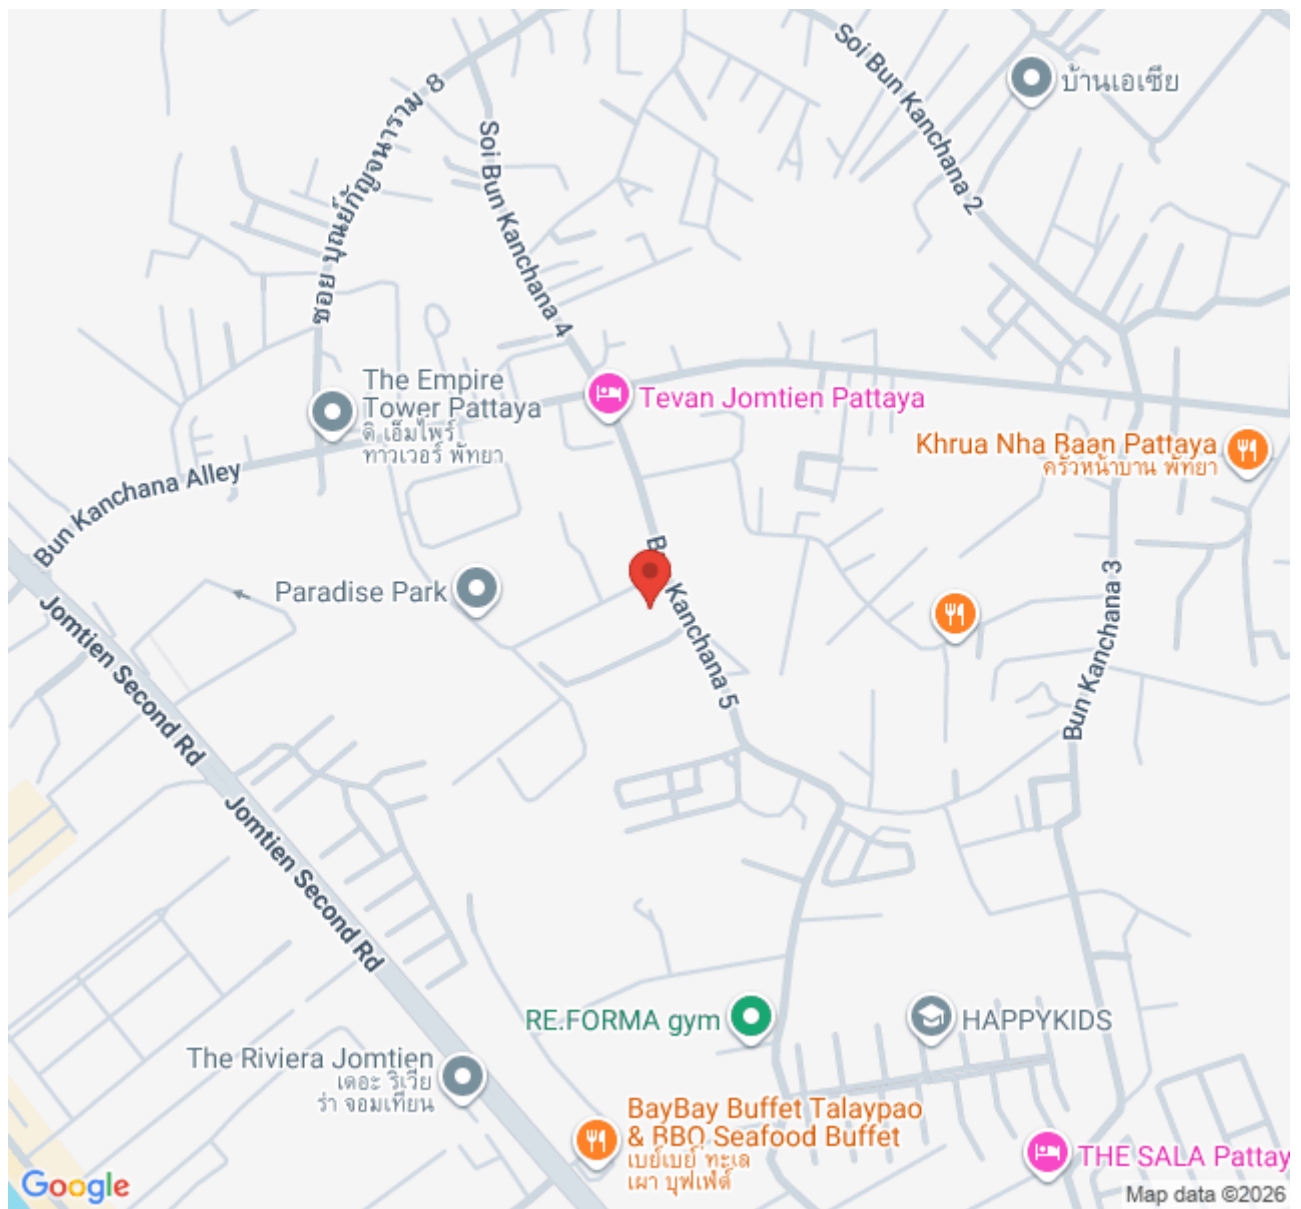 Soi Bun Kanchana 2
บ้านเอเชีย
ซอย บุณย์กัญจนาราม 8
Soi Bun Kanchana 4
The Empire
Tower Pattaya
ดิ เอ็มไพร์
ทาวเวอร์ พัทยา
Tevan Jomtien Pattaya
Khrua Nha Baan Pattaya
ครัวหน้าบาน พัทยา
Bun Kanchana Alley
Paradise Park
Kanchana 5
Bun Kanchana 3
Jomtien Second Rd
Jomtien Second Rd
RE.FORMA gym
HAPPYKIDS
The Riviera Jomtien
เดอะ ริเวีย
ร่า จอมเทียน
BayBay Buffet Talaypao
& BBQ Seafood Buffet
เบย์เบย์ ทะเล
เผา บุฟเฟ่ต์
THE SALA Pattay
Google
Map data ©2026